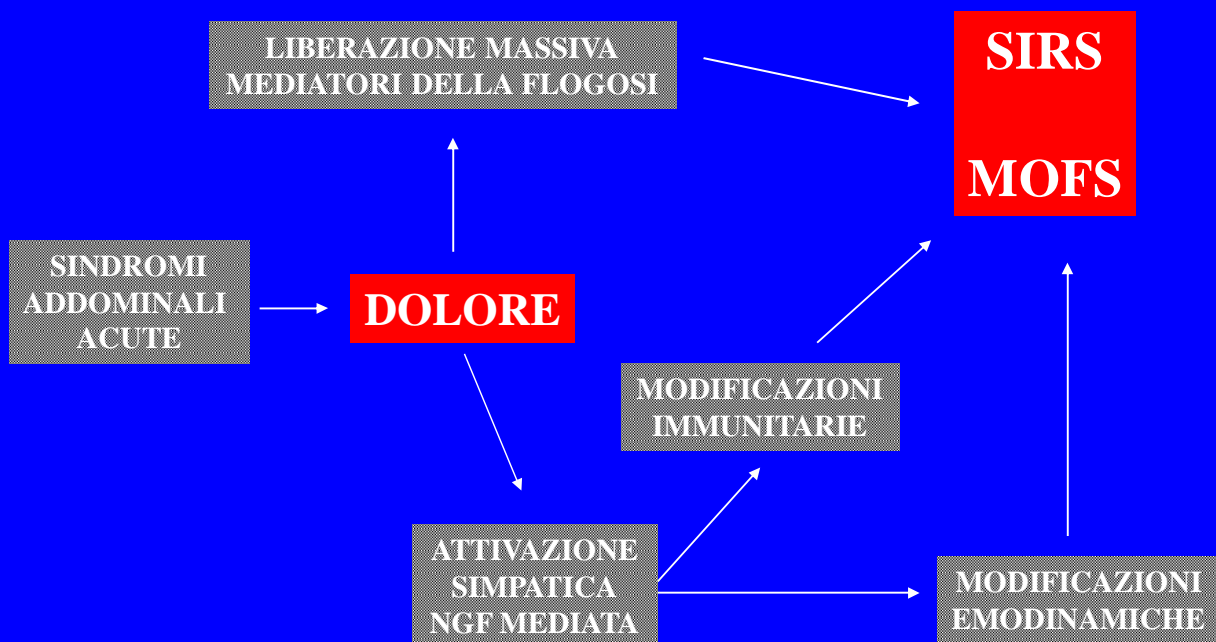 LIBERAZIONE MASSIVA
MEDIATORI DELLA FLOGOSI
SIRS
MOFS
SINDROMI
ADDOMINALI
ACUTE
DOLORE
MODIFICAZIONI
IMMUNITARIE
ATTIVAZIONE
SIMPATICA
NGF MEDIATA
MODIFICAZIONI
EMODINAMICHE